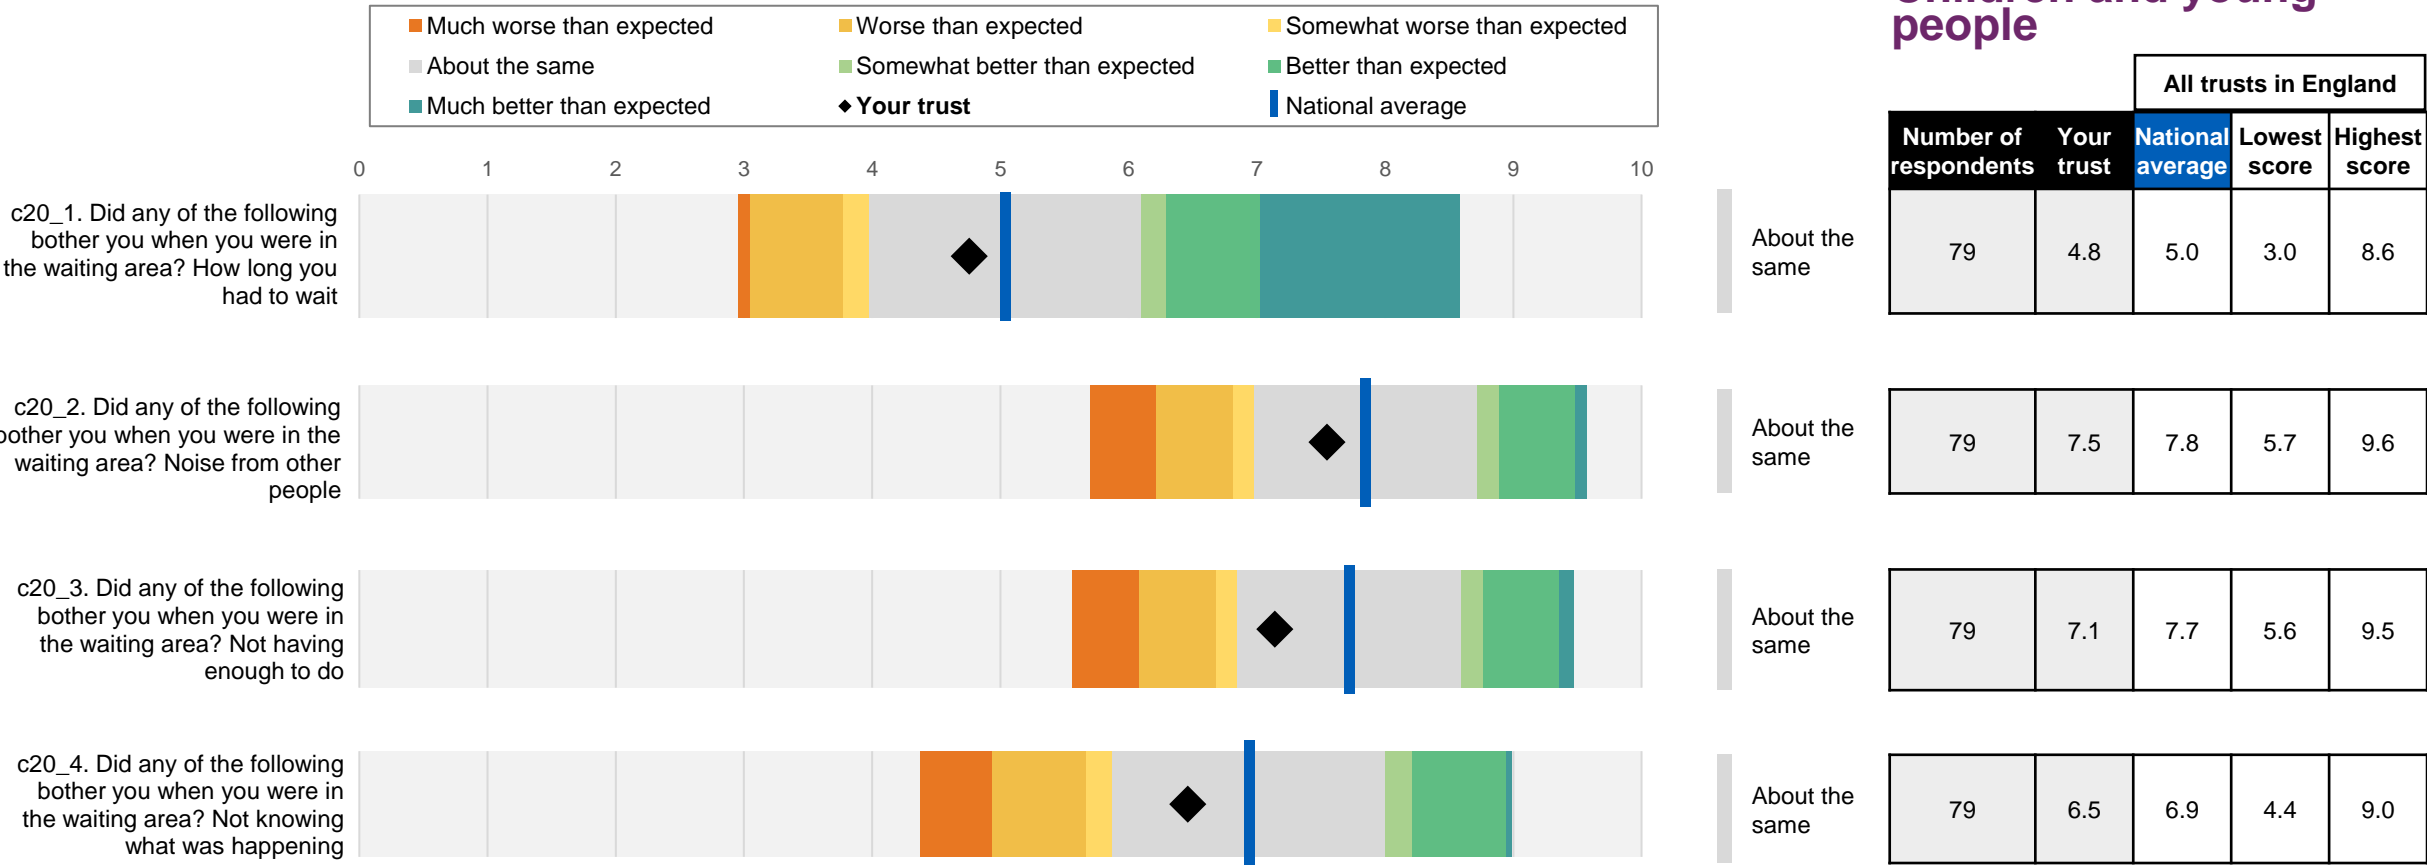 Children and young
people
Much worse than expected
Worse than expected
Somewhat worse than expected
About the same
Somewhat better than expected
Better than expected
Much better than expected
Your trust
National average
All trusts in England
Number of respondents
Your trust
National average
Lowest score
Highest score
0 1 2 3 4 5 6 7 8 9 10
c20_1. Did any of the following
bother you when you were in
the waiting area? How long you
had to wait
About the
same
79 4.8 5.0 3.0 8.6
c20_2. Did any of the following
bother you when you were in the
waiting area? Noise from other
people
About the
same
79 7.5 7.8 5.7 9.6
c20_3. Did any of the following
bother you when you were in
the waiting area? Not having
enough to do
About the
same
79 7.1 7.7 5.6 9.5
c20_4. Did any of the following
bother you when you were in
the waiting area? Not knowing
what was happening
About the
same
79 6.5 6.9 4.4 9.0